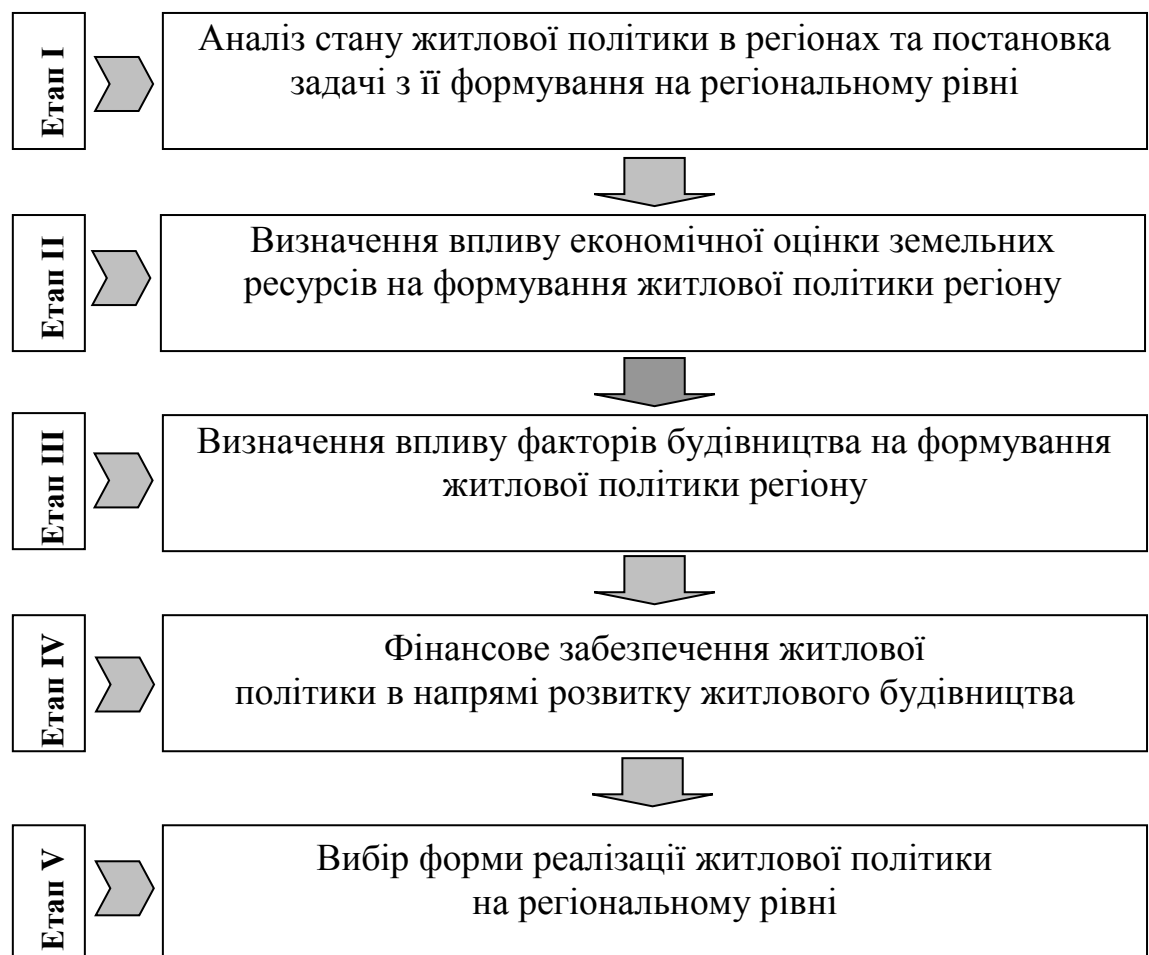 Етап I
Аналіз стану житлової політики в регіонах та постановка
задачі з її формування на регіональному рівні
Етап II
Визначення впливу економічної оцінки земельних
ресурсів на формування житлової політики регіону
Етап III
Визначення впливу факторів будівництва на формування
житлової політики регіону
Етап IV
Фінансове забезпечення житлової
політики в напрямі розвитку житлового будівництва
Етап V
Вибір форми реалізації житлової політики
на регіональному рівні